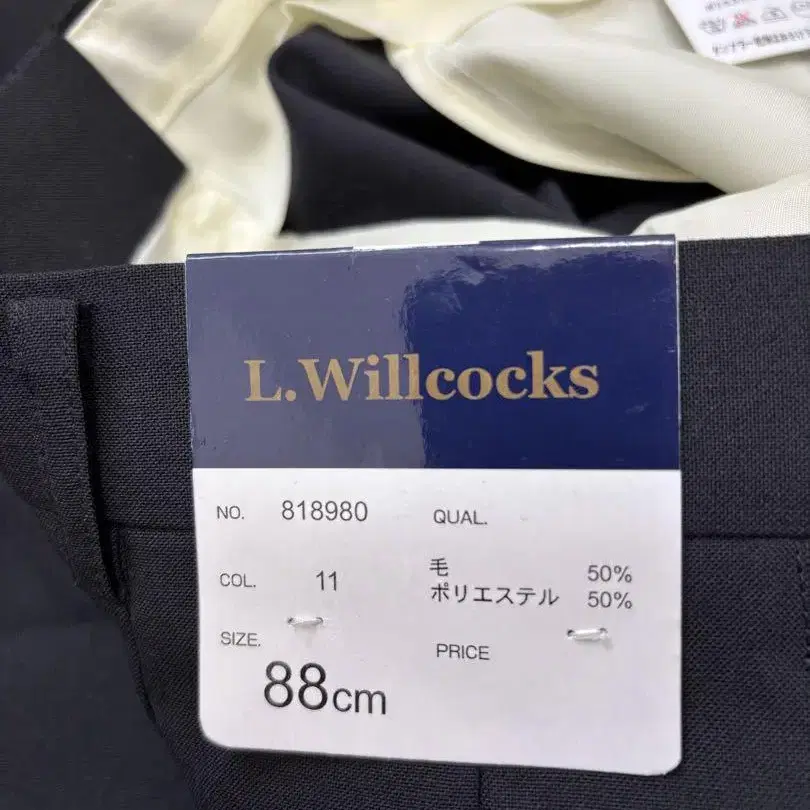 L.Willcocks
NO. 818980
QUAL.
毛 50%
ポリエステル 50%
COL. 11
SIZE.
88cm
PRICE